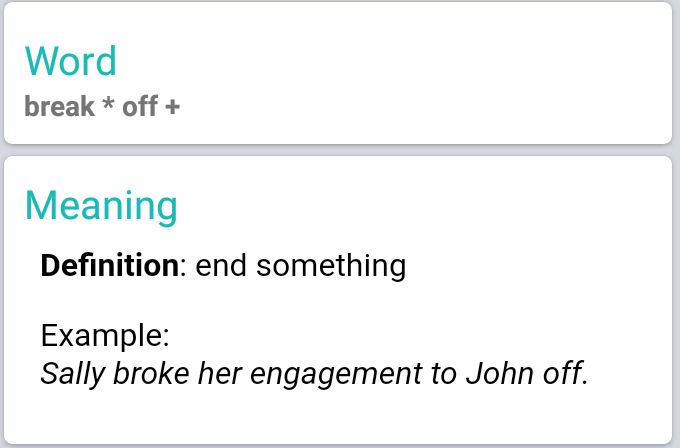 Word
break * off +
Meaning
Definition: end something
Example:
Sally broke her engagement to John off.